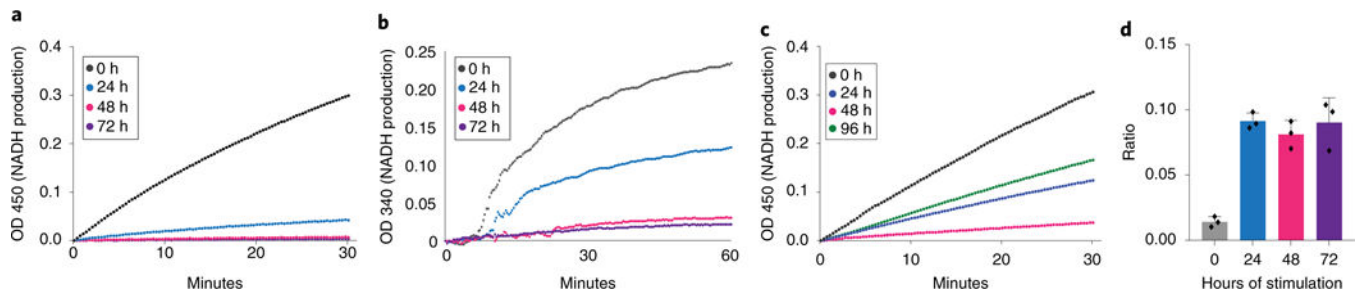 a
OD 450 (NADH production)
0.4
0.3
0.2
0.1
0.0
0 h
24 h
48 h
72 h
0
10
20
30
Minutes
b
OD 340 (NADH production)
0.25
0.20
0.15
0.10
0.05
0
0 h
24 h
48 h
72 h
0
30
60
Minutes
c
OD 450 (NADH production)
0.4
0.3
0.2
0.1
0.0
0 h
24 h
48 h
96 h
0
10
20
30
Minutes
d
Ratio
0.15
0.10
0.05
0.00
0
24
48
72
Hours of stimulation